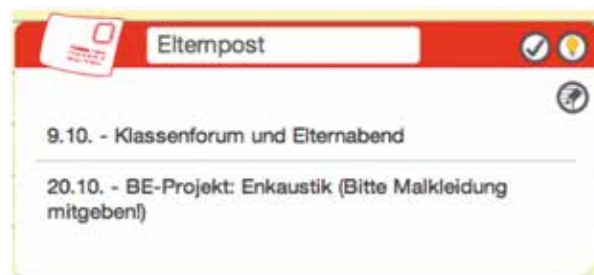 Elternpost
9.10. - Klassenforum und Elternabend
20.10. - BE-Projekt: Enkaustik (Bitte Malkleidung
mitgeben!)